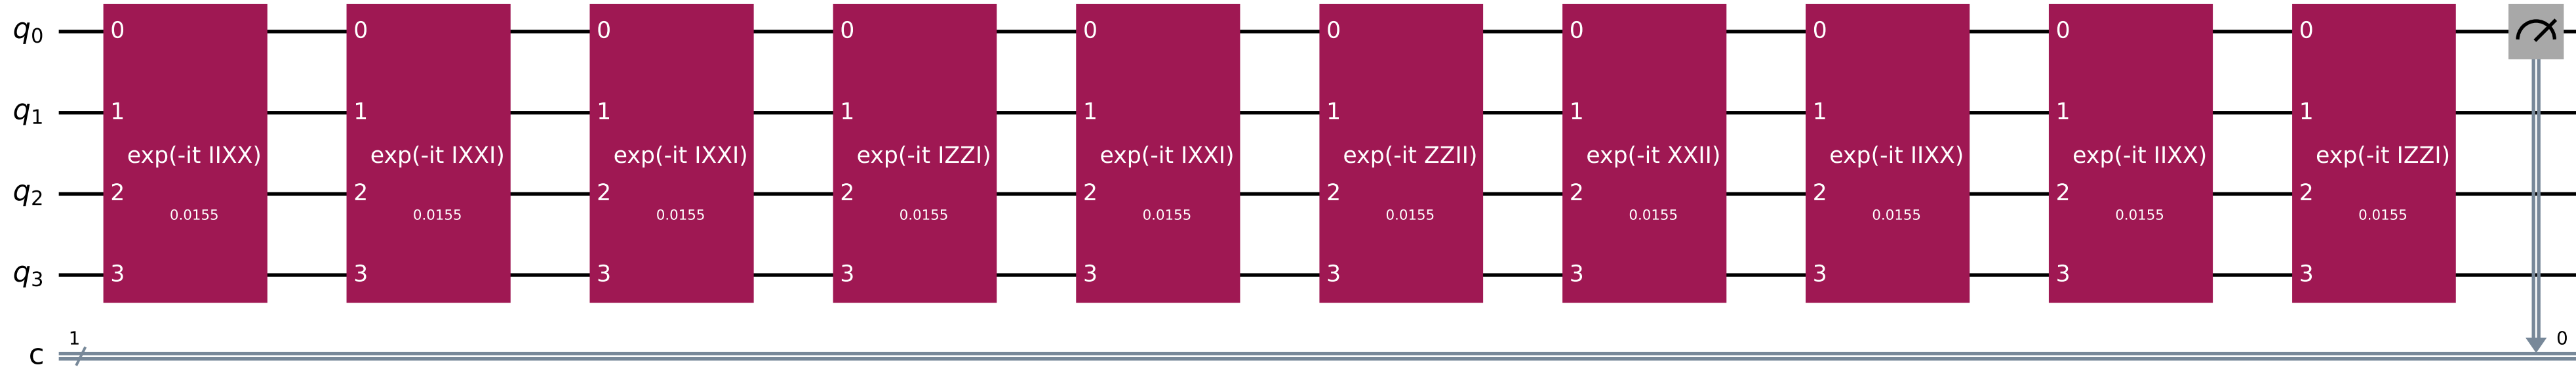 q0 0 0 0 0 0 0 0 0 0 0
q1 1 1 1 1 1 1 1 1 1 1
exp(-it IIXX) exp(-it IXXI) exp(-it IXXI) exp(-it IZZI) exp(-it IXXI) exp(-it ZZII) exp(-it XXII) exp(-it IIXX) exp(-it IIXX) exp(-it IZZI)
q2 2 2 2 2 2 2 2 2 2 2
0.0155 0.0155 0.0155 0.0155 0.0155 0.0155 0.0155 0.0155 0.0155 0.0155
q3 3 3 3 3 3 3 3 3 3 3
1 0
c